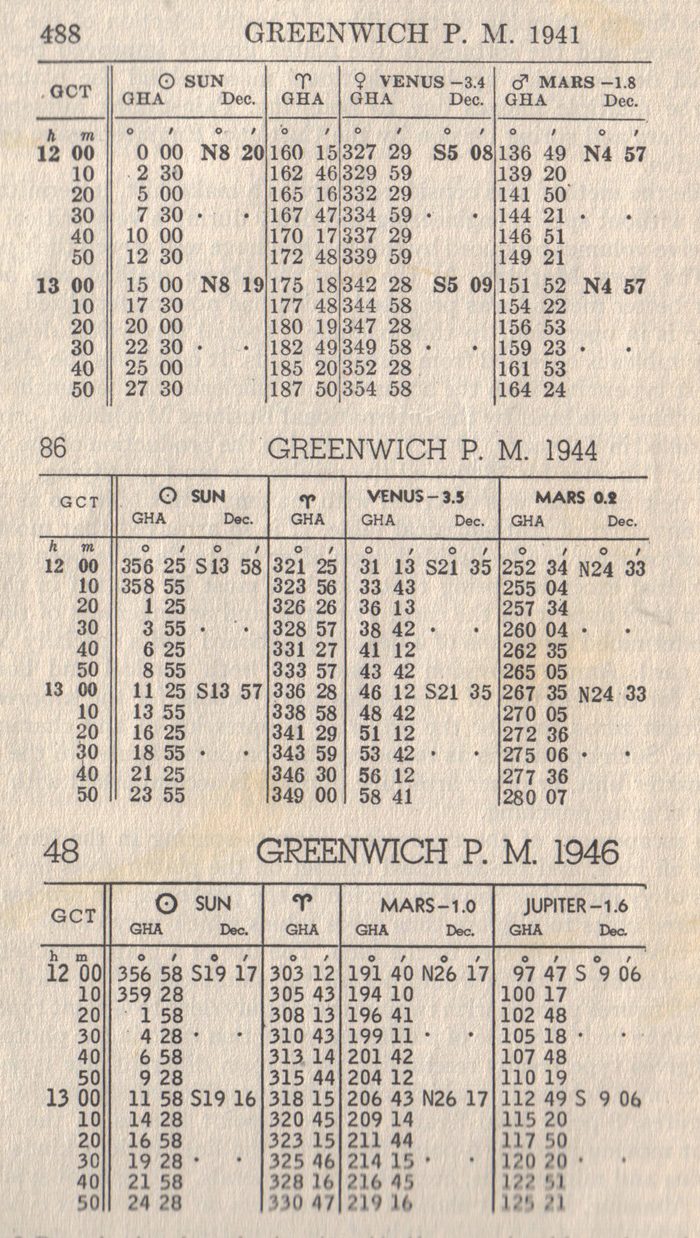 488 GREENWICH P. M. 1941
GCT ☉ SUN ♈ ♀ VENUS −3.4 ♂ MARS −1.8
GHA Dec. GHA GHA Dec. GHA Dec.
h m ° ′ ° ′ ° ′ ° ′ ° ′ ° ′ ° ′
12 00 0 00 N8 20 160 15 327 29 S5 08 136 49 N4 57
10 2 30 162 46 329 59 139 20
20 5 00 165 16 332 29 141 50
30 7 30 · · 167 47 334 59 · · 144 21 · ·
40 10 00 170 17 337 29 146 51
50 12 30 172 48 339 59 149 21
13 00 15 00 N8 19 175 18 342 28 S5 09 151 52 N4 57
10 17 30 177 48 344 58 154 22
20 20 00 180 19 347 28 156 53
30 22 30 · · 182 49 349 58 · · 159 23 · ·
40 25 00 185 20 352 28 161 53
50 27 30 187 50 354 58 164 24
86 GREENWICH P. M. 1944
GCT ☉ SUN ♈ VENUS−3.5 MARS 0.2
GHA Dec. GHA GHA Dec. GHA Dec.
h m ° ′ ° ′ ° ′ ° ′ ° ′ ° ′ ° ′
12 00 356 25 S13 58 321 25 31 13 S21 35 252 34 N24 33
10 358 55 323 56 33 43 255 04
20 1 25 326 26 36 13 257 34
30 3 55 · · 328 57 38 42 · · 260 04 · ·
40 6 25 331 27 41 12 262 35
50 8 55 333 57 43 42 265 05
13 00 11 25 S13 57 336 28 46 12 S21 35 267 35 N24 33
10 13 55 338 58 48 42 270 05
20 16 25 341 29 51 12 272 36
30 18 55 · · 343 59 53 42 · · 275 06 · ·
40 21 25 346 30 56 12 277 36
50 23 55 349 00 58 41 280 07
48 GREENWICH P. M. 1946
GCT ☉ SUN ♈ MARS−1.0 JUPITER−1.6
GHA Dec. GHA GHA Dec. GHA Dec.
h m ° ′ ° ′ ° ′ ° ′ ° ′ ° ′ ° ′
12 00 356 58 S19 17 303 12 191 40 N26 17 97 47 S 9 06
10 359 28 305 43 194 10 100 17
20 1 58 308 13 196 41 102 48
30 4 28 · · 310 43 199 11 · · 105 18 · ·
40 6 58 313 14 201 42 107 48
50 9 28 315 44 204 12 110 19
13 00 11 58 S19 16 318 15 206 43 N26 17 112 49 S 9 06
10 14 28 320 45 209 14 115 20
20 16 58 323 15 211 44 117 50
30 19 28 · · 325 46 214 15 · · 120 20 · ·
40 21 58 328 16 216 45 122 51
50 24 28 330 47 219 16 125 21